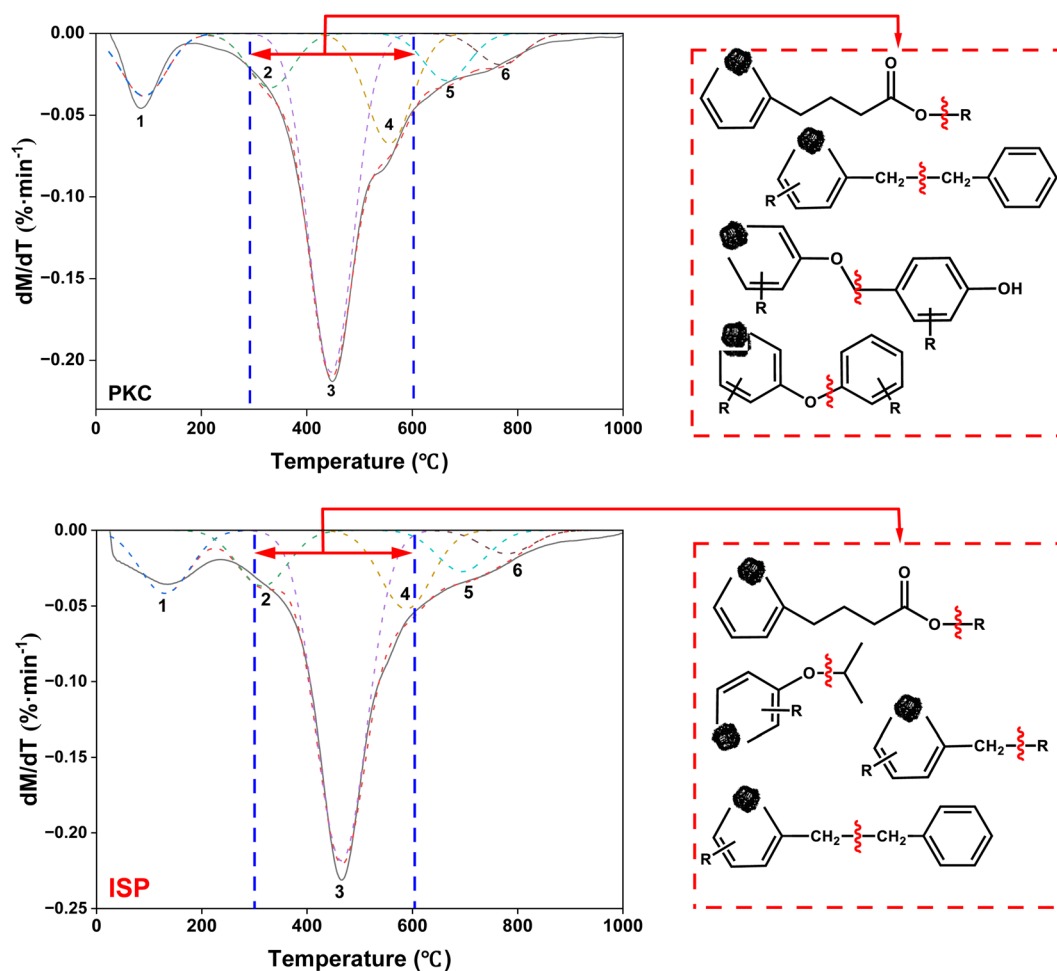 0.00
−0.05
−0.10
−0.15
−0.20
dM/dT (%·min-1)
1
2
3
4
5
6
PKC
0 200 400 600 800 1000
Temperature (℃)
O
O R
R CH2 CH2
O
R
R
OH
R O R
0.00
−0.05
−0.10
−0.15
−0.20
−0.25
dM/dT (%·min-1)
1
2
3
4
5
6
ISP
0 200 400 600 800 1000
Temperature (℃)
O
O R
O
R
CH2 R
R
R CH2 CH2